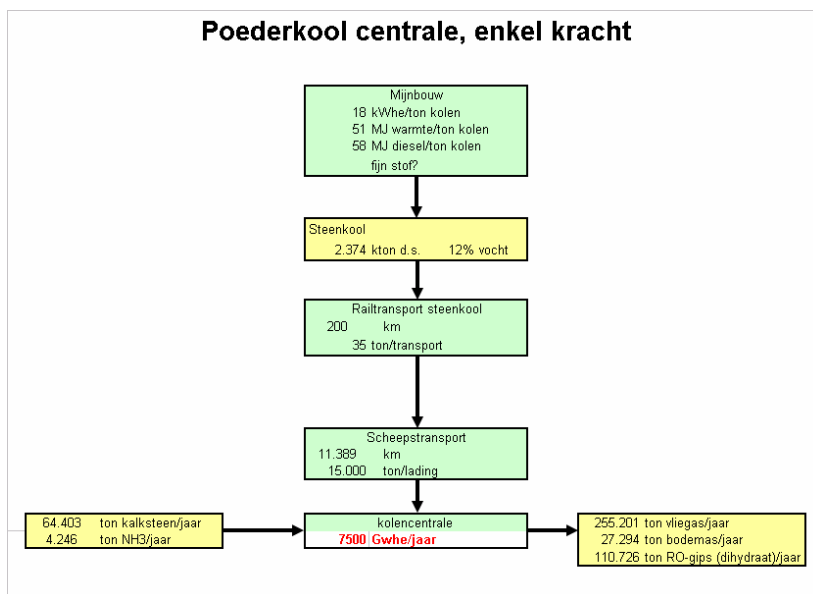 Poederkool centrale, enkel kracht
Mijnbouw
18 kWhe/ton kolen
51 MJ warmte/ton kolen
58 MJ diesel/ton kolen
fijn stof?
Steenkool
2.374 kton d.s. 12% vocht
Railtransport steenkool
200 km
35 ton/transport
Scheepstransport
11.389 km
15.000 ton/lading
64.403 ton kalksteen/jaar
4.246 ton NH3/jaar
kolencentrale
7500 Gwhe/jaar
255.201 ton vliegas/jaar
27.294 ton bodemas/jaar
110.726 ton RO-gips (dihydraat)/jaar